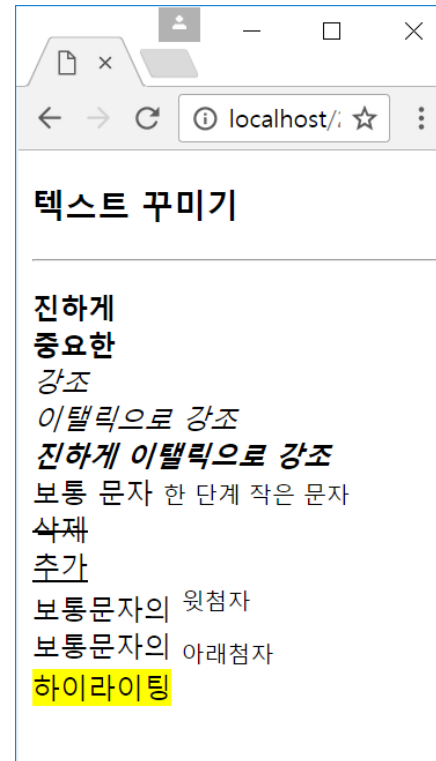 localhost/
텍스트 꾸미기
진하게
중요한
강조
이탤릭으로 강조
진하게 이탤릭으로 강조
보통 문자 한 단계 작은 문자
삭제
추가
보통문자의 윗첨자
보통문자의 아래첨자
하이라이팅